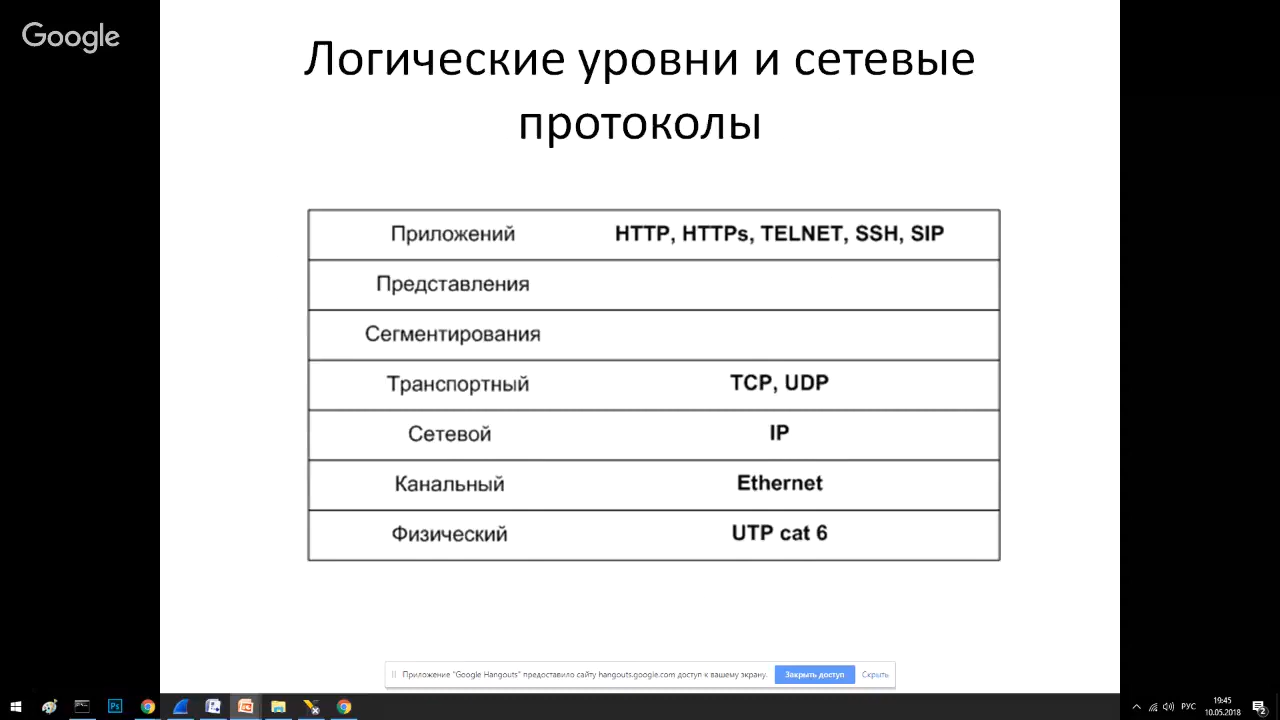 Google
Логические уровни и сетевые
протоколы
Приложений HTTP, HTTPs, TELNET, SSH, SIP
Представления
Сегментирования
Транспортный TCP, UDP
Сетевой IP
Канальный Ethernet
Физический UTP cat 6
Приложение "Google Hangouts" предоставило сайту hangouts.google.com доступ к вашему экрану. Закрыть доступ Скрыть
Ps
РУС
19:45
10.05.2018
2